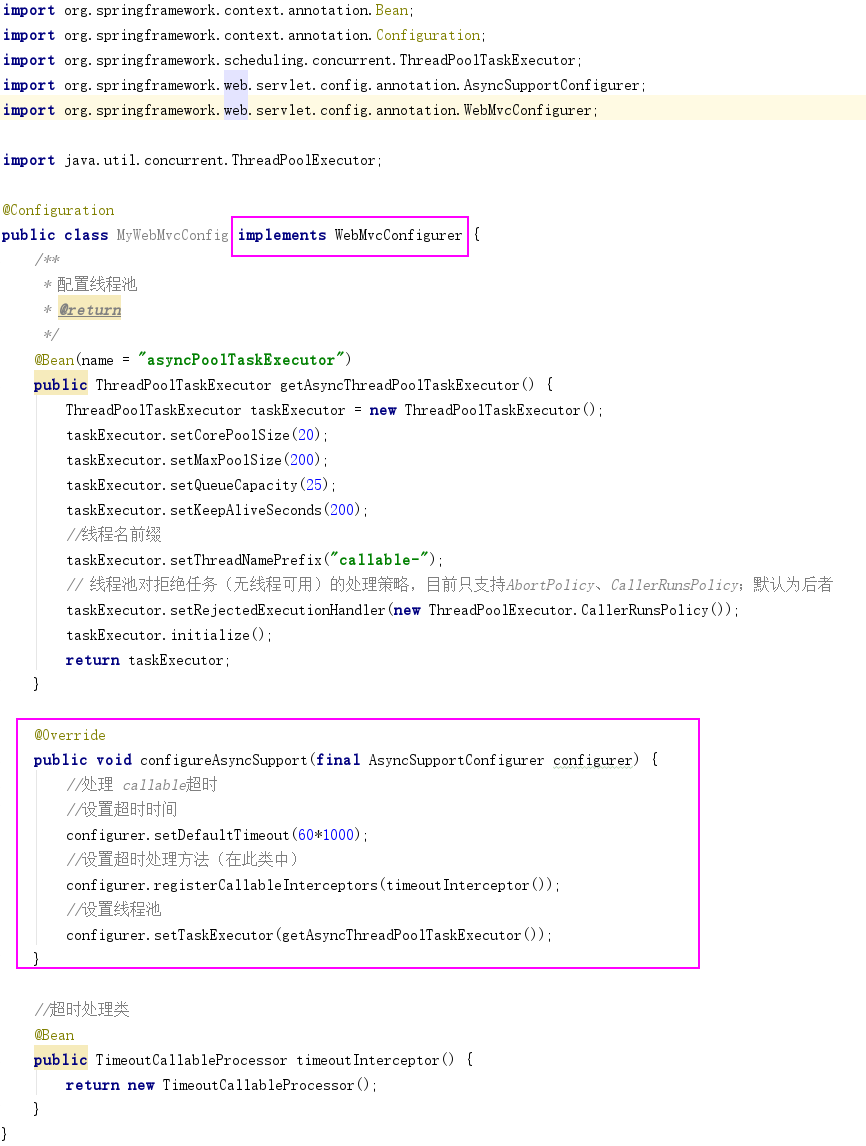 import org.springframework.context.annotation.Bean;
import org.springframework.context.annotation.Configuration;
import org.springframework.scheduling.concurrent.ThreadPoolTaskExecutor;
import org.springframework.web.servlet.config.annotation.AsyncSupportConfigurer;
import org.springframework.web.servlet.config.annotation.WebMvcConfigurer;

import java.util.concurrent.ThreadPoolExecutor;

@Configuration
public class MyWebMvcConfig implements WebMvcConfigurer {
    /**
     * 配置线程池
     * @return
     */
    @Bean(name = "asyncPoolTaskExecutor")
    public ThreadPoolTaskExecutor getAsyncThreadPoolTaskExecutor() {
        ThreadPoolTaskExecutor taskExecutor = new ThreadPoolTaskExecutor();
        taskExecutor.setCorePoolSize(20);
        taskExecutor.setMaxPoolSize(200);
        taskExecutor.setQueueCapacity(25);
        taskExecutor.setKeepAliveSeconds(200);
        //线程名前缀
        taskExecutor.setThreadNamePrefix("callable-");
        // 线程池对拒绝任务（无线程可用）的处理策略，目前只支持AbortPolicy、CallerRunsPolicy；默认为后者
        taskExecutor.setRejectedExecutionHandler(new ThreadPoolExecutor.CallerRunsPolicy());
        taskExecutor.initialize();
        return taskExecutor;
    }

    @Override
    public void configureAsyncSupport(final AsyncSupportConfigurer configurer) {
        //处理 callable超时
        //设置超时时间
        configurer.setDefaultTimeout(60*1000);
        //设置超时处理方法（在此类中）
        configurer.registerCallableInterceptors(timeoutInterceptor());
        //设置线程池
        configurer.setTaskExecutor(getAsyncThreadPoolTaskExecutor());
    }

    //超时处理类
    @Bean
    public TimeoutCallableProcessor timeoutInterceptor() {
        return new TimeoutCallableProcessor();
    }
}